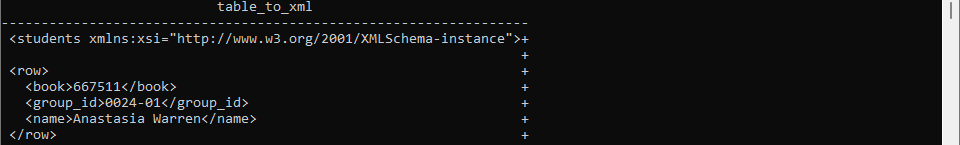 table_to_xml
-----------------------------------------------------------------
<students xmlns:xsi="http://www.w3.org/2001/XMLSchema-instance">+
+
<row> +
<book>667511</book> +
<group_id>0024-01</group_id> +
<name>Anastasia Warren</name> +
</row> +